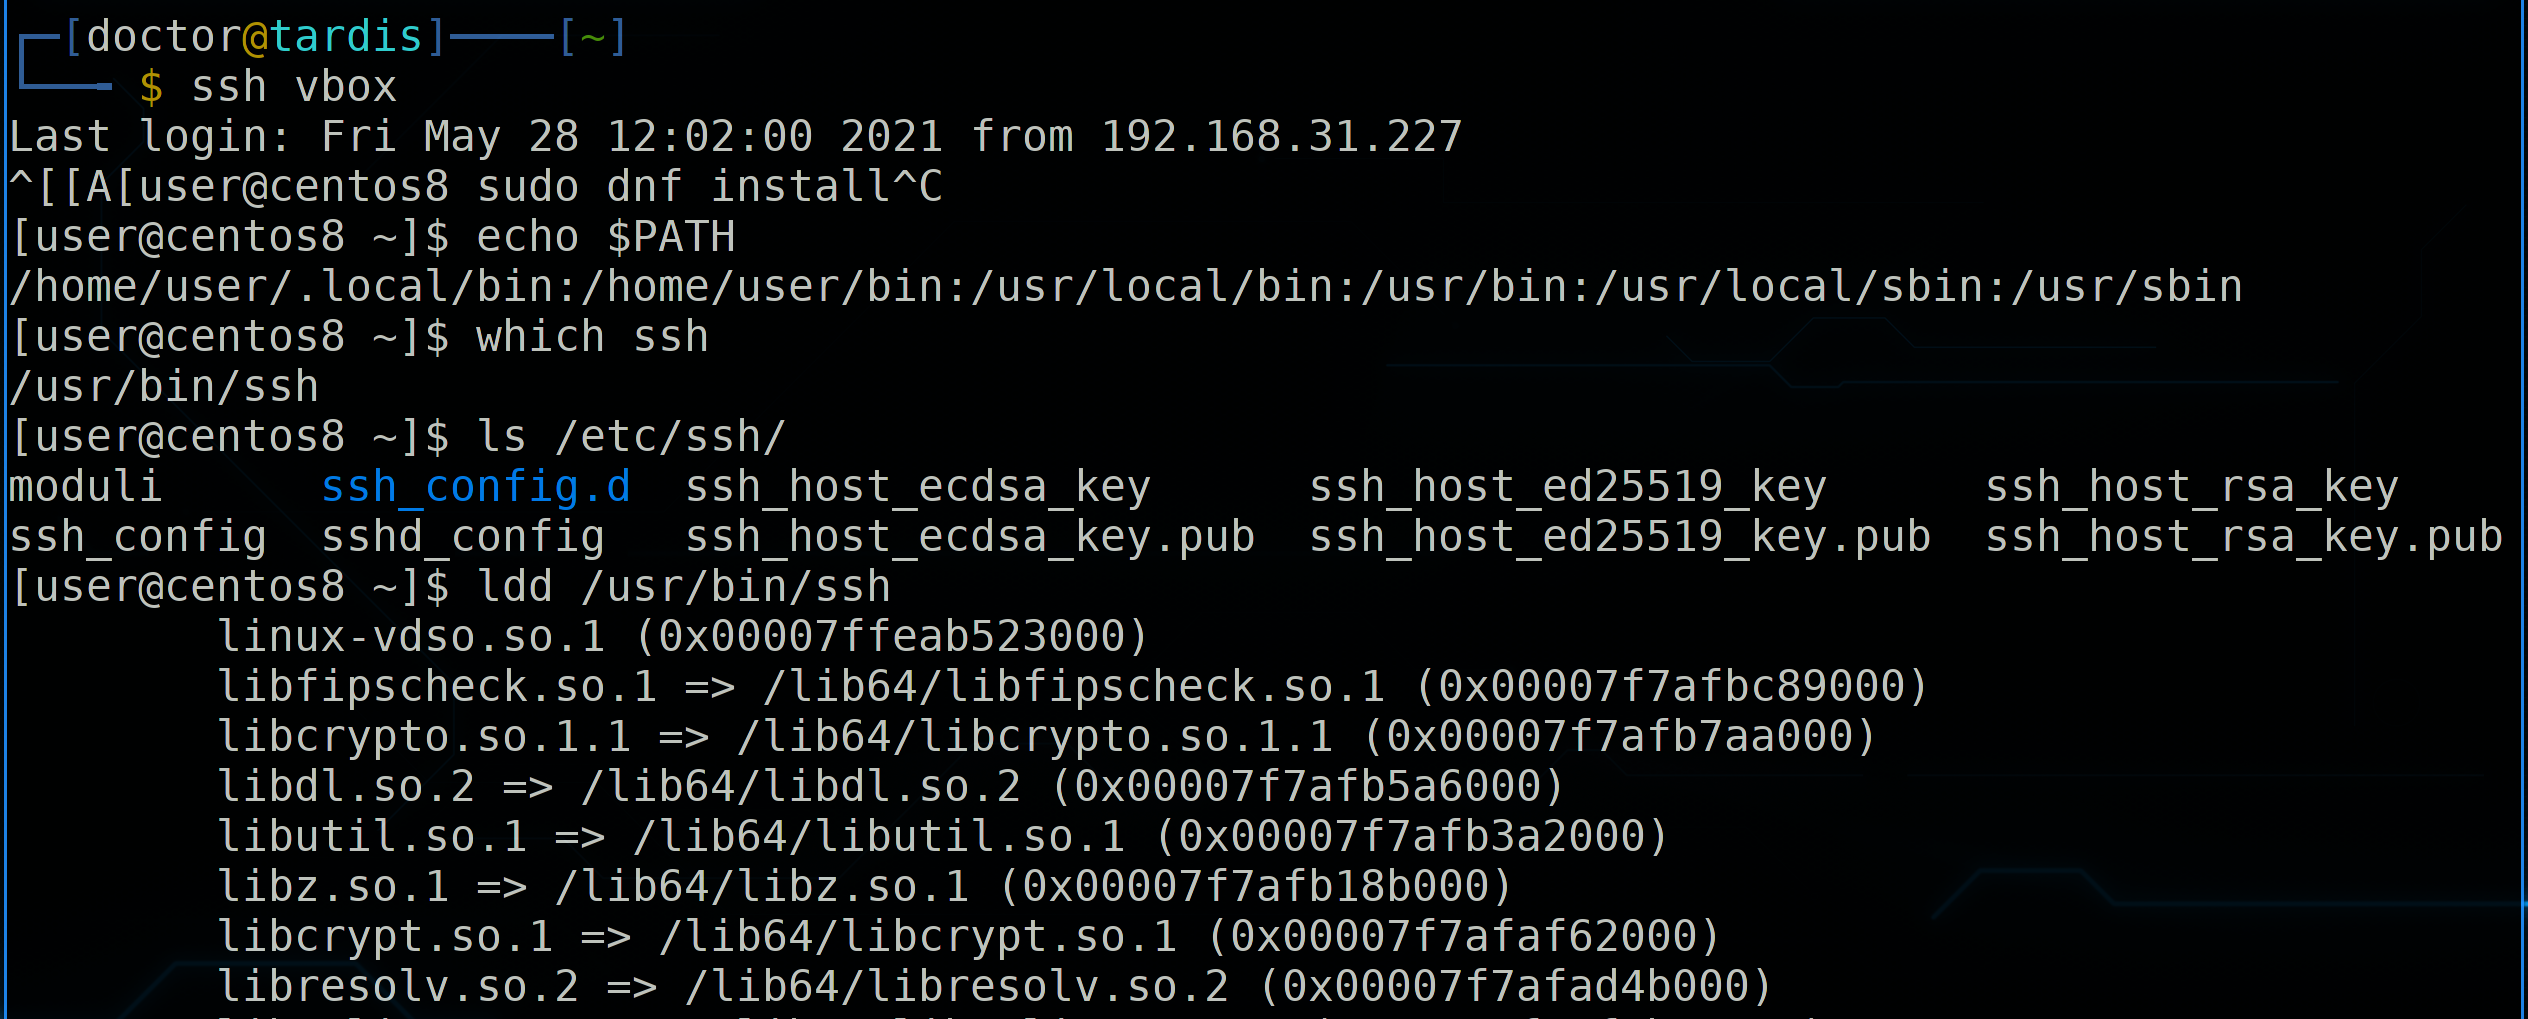 [doctor@tardis]────[~]
$ ssh vbox
Last login: Fri May 28 12:02:00 2021 from 192.168.31.227
^[[A[user@centos8 sudo dnf install^C
[user@centos8 ~]$ echo $PATH
/home/user/.local/bin:/home/user/bin:/usr/local/bin:/usr/bin:/usr/local/sbin:/usr/sbin
[user@centos8 ~]$ which ssh
/usr/bin/ssh
[user@centos8 ~]$ ls /etc/ssh/
moduli      ssh_config.d  ssh_host_ecdsa_key      ssh_host_ed25519_key      ssh_host_rsa_key
ssh_config  sshd_config   ssh_host_ecdsa_key.pub  ssh_host_ed25519_key.pub  ssh_host_rsa_key.pub
[user@centos8 ~]$ ldd /usr/bin/ssh
linux-vdso.so.1 (0x00007ffeab523000)
libfipscheck.so.1 => /lib64/libfipscheck.so.1 (0x00007f7afbc89000)
libcrypto.so.1.1 => /lib64/libcrypto.so.1.1 (0x00007f7afb7aa000)
libdl.so.2 => /lib64/libdl.so.2 (0x00007f7afb5a6000)
libutil.so.1 => /lib64/libutil.so.1 (0x00007f7afb3a2000)
libz.so.1 => /lib64/libz.so.1 (0x00007f7afb18b000)
libcrypt.so.1 => /lib64/libcrypt.so.1 (0x00007f7afaf62000)
libresolv.so.2 => /lib64/libresolv.so.2 (0x00007f7afad4b000)